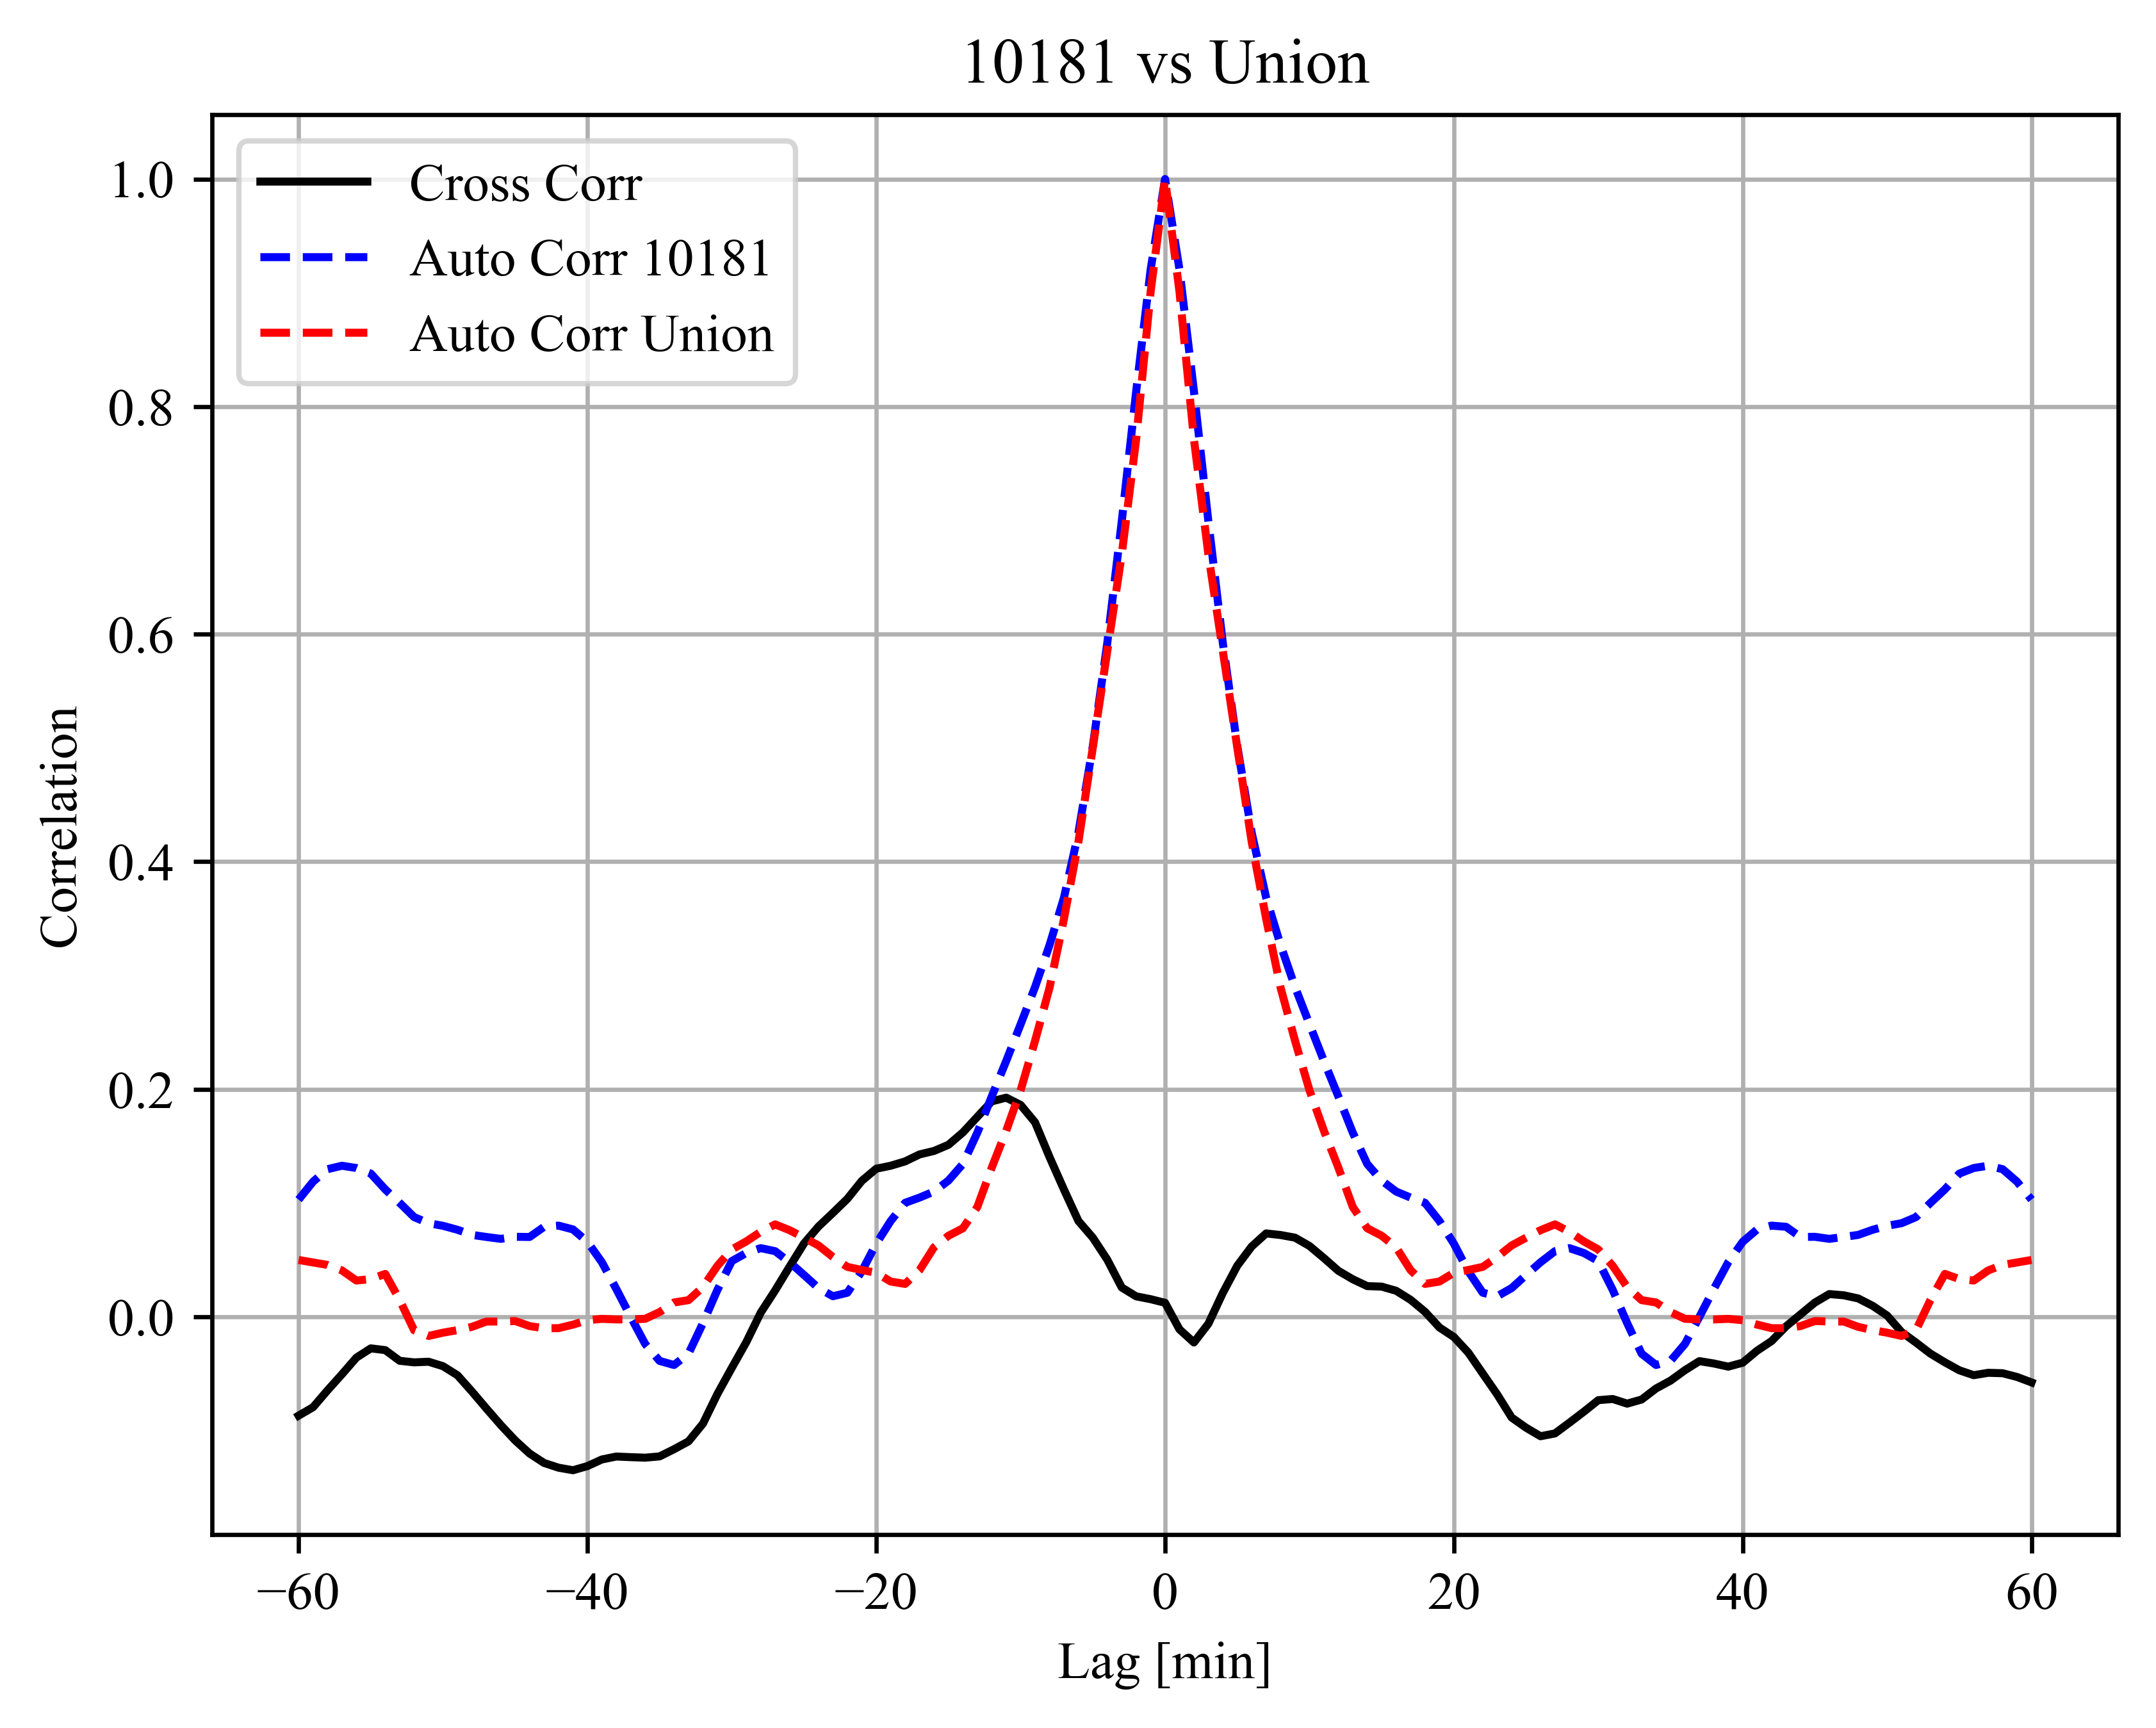 10181 vs Union
Cross Corr
Auto Corr 10181
Auto Corr Union
1.0
0.8
0.6
0.4
0.2
0.0
Correlation
−60 −40 −20 0 20 40 60
Lag [min]